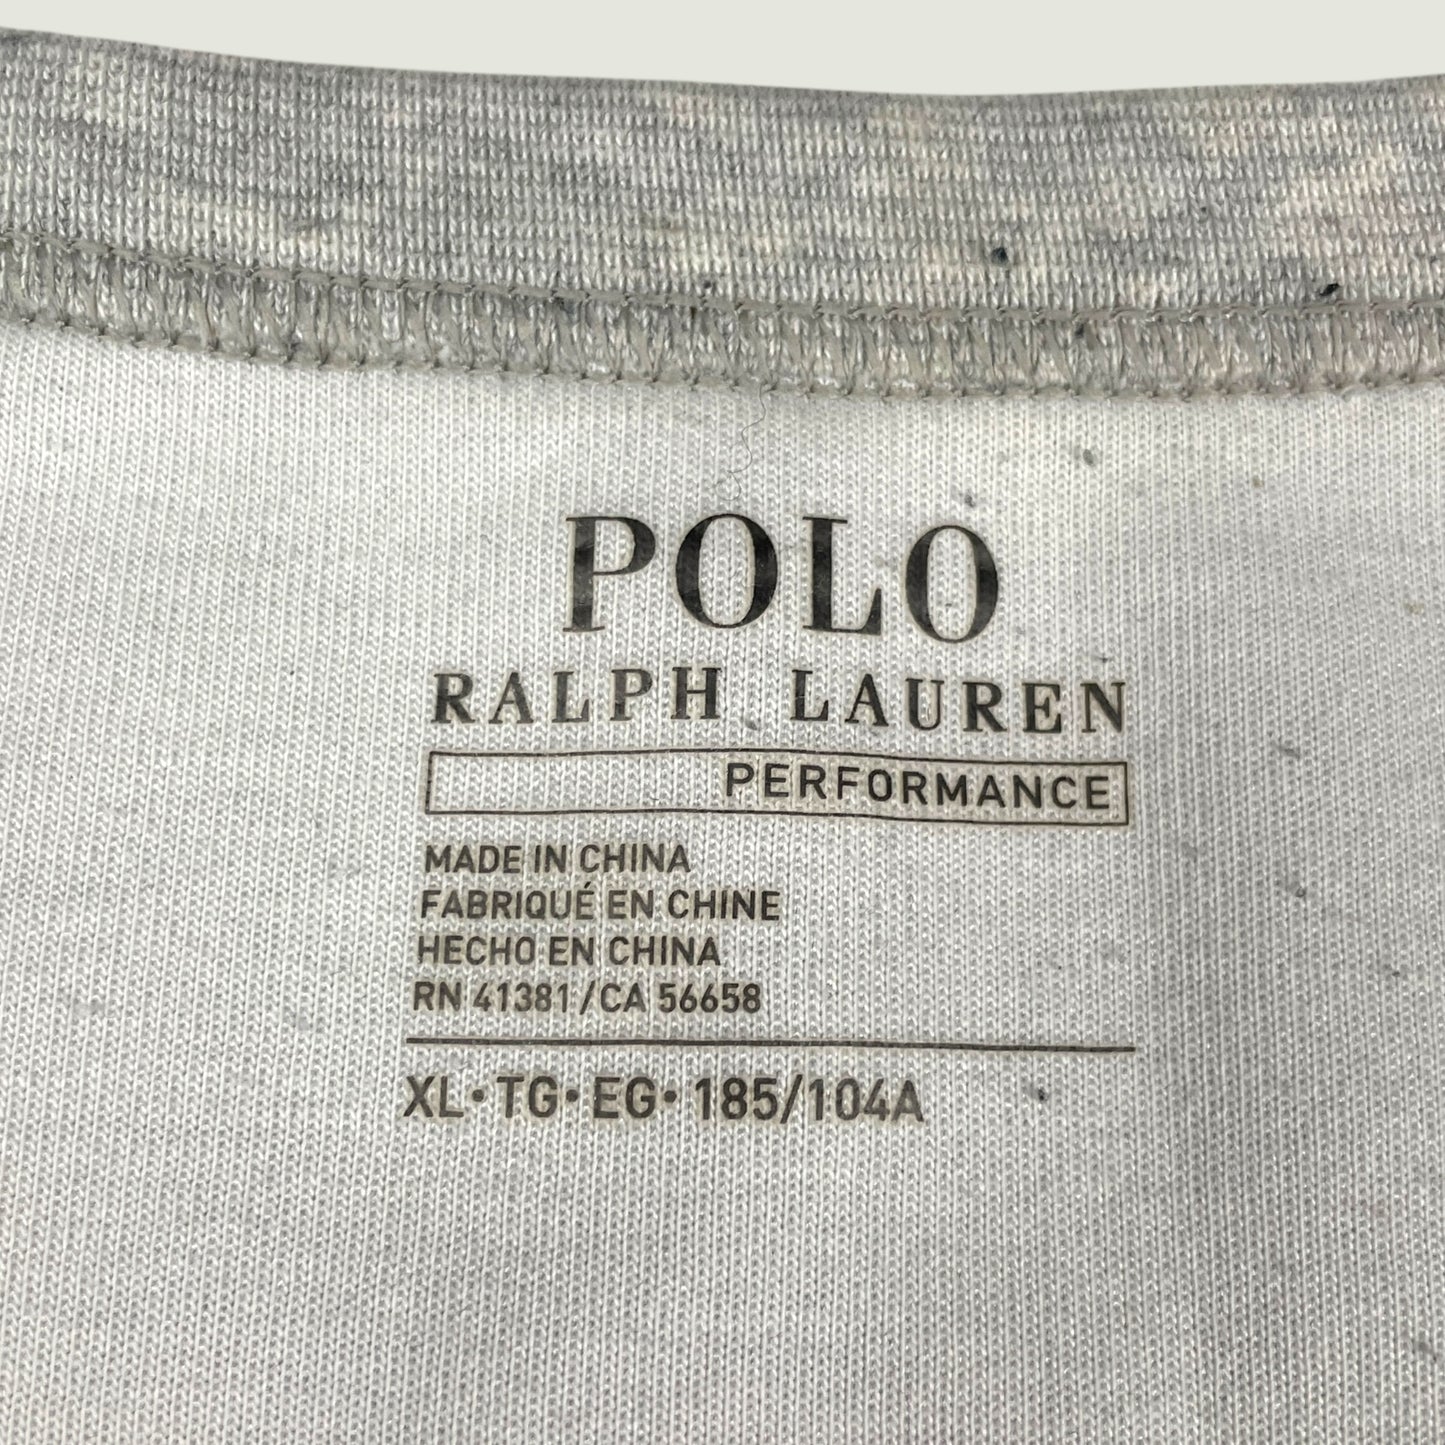 POLO
RALPH LAUREN
PERFORMANCE
MADE IN CHINA
FABRIQUÉ EN CHINE
HECHO EN CHINA
RN 41381/CA 56658
XL• TG• EG• 185/104A